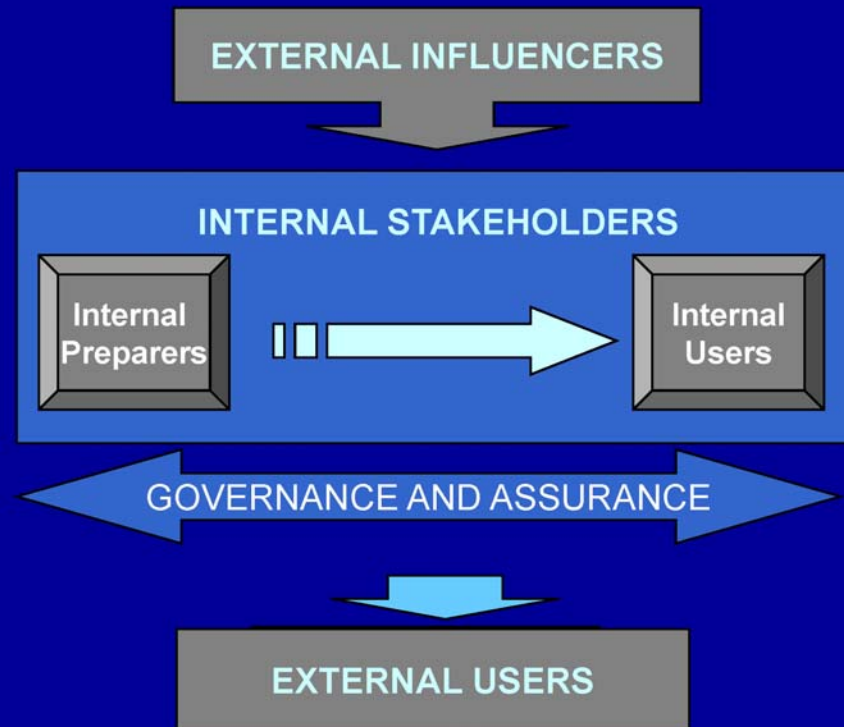 EXTERNAL INFLUENCERS
INTERNAL STAKEHOLDERS
Internal
Preparers
Internal
Users
GOVERNANCE AND ASSURANCE
EXTERNAL USERS